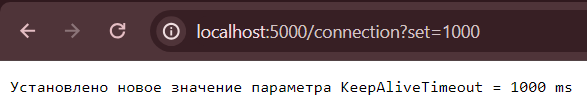 localhost:5000/connection?set=1000
Установлено новое значение параметра KeepAliveTimeout = 1000 ms